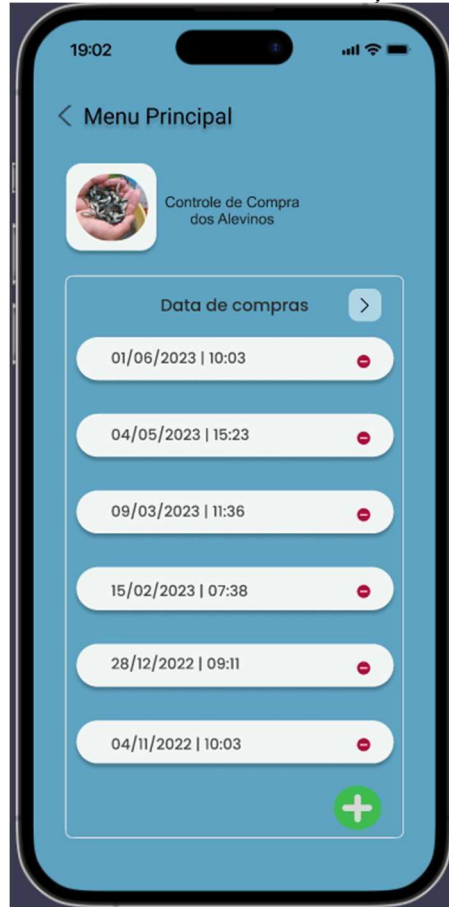 19:02
Menu Principal
Controle de Compra
dos Alevinos
Data de compras
01/06/2023 | 10:03
04/05/2023 | 15:23
09/03/2023 | 11:36
15/02/2023 | 07:38
28/12/2022 | 09:11
04/11/2022 | 10:03